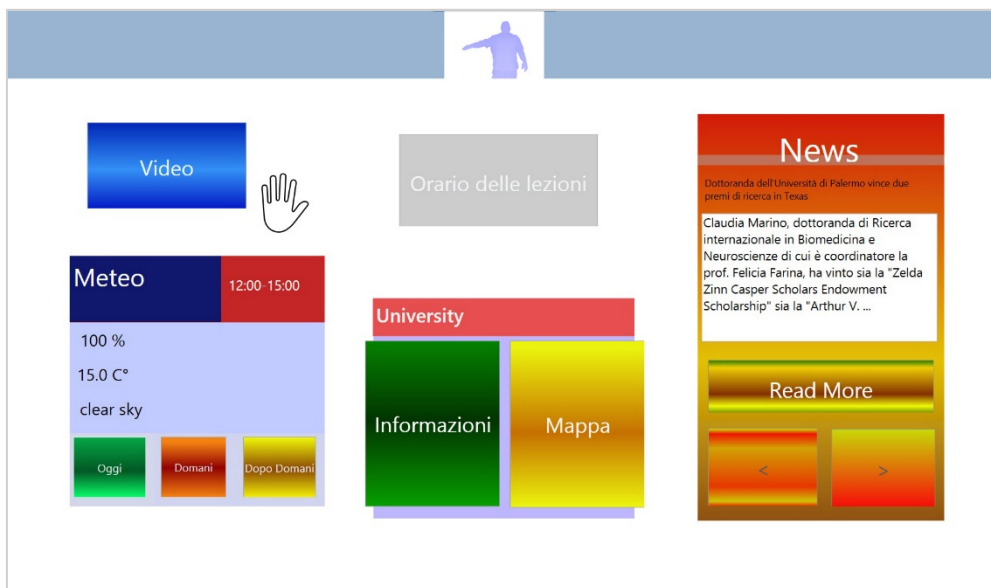 Video
Orario delle lezioni
Meteo
12:00-15:00
100 %
15.0 C°
clear sky
Oggi
Domani
Dopo Domani
University
Informazioni
Mappa
News
Dottoranda dell'Università di Palermo vince due
premi di ricerca in Texas
Claudia Marino, dottoranda di Ricerca
internazionale in Biomedicina e
Neuroscienze di cui è coordinatore la
prof. Felicia Farina, ha vinto sia la "Zelda
Zinn Casper Scholars Endowment
Scholarship" sia la "Arthur V. ...
Read More
<
>